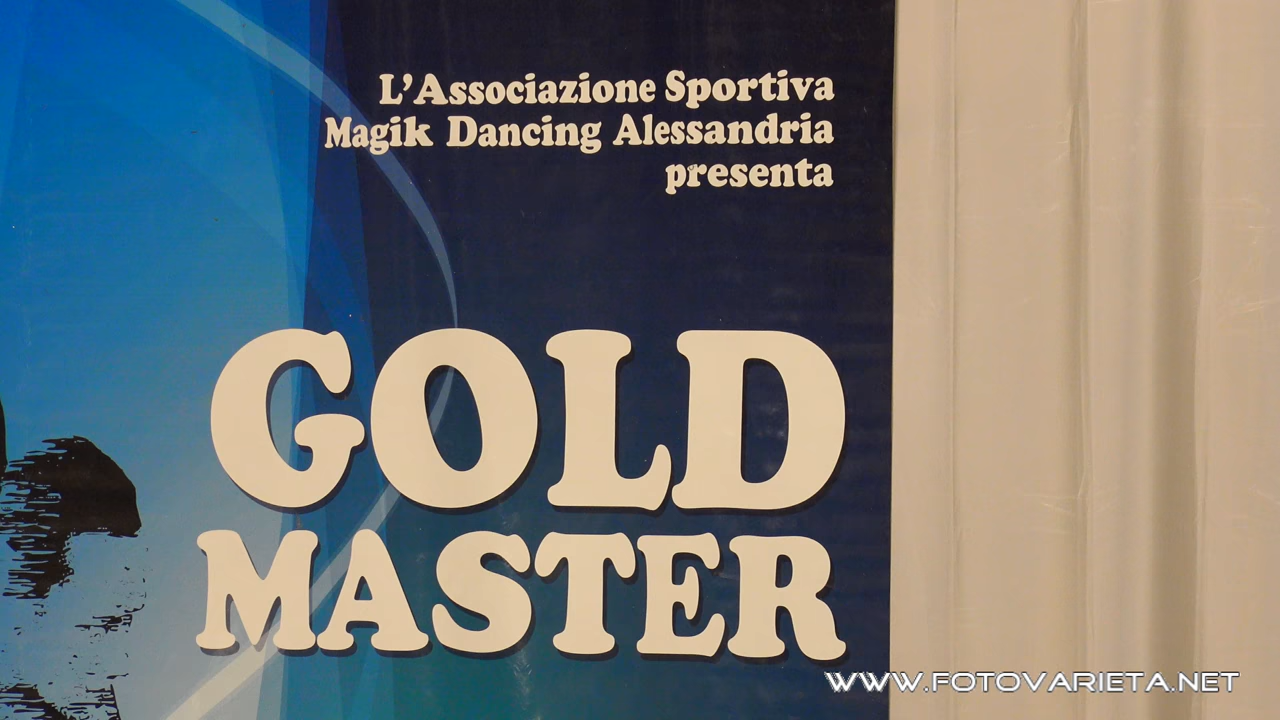 L'Associazione Sportiva
Magik Dancing Alessandria
presenta
GOLD
MASTER
WWW.FOTOVARIETA.NET